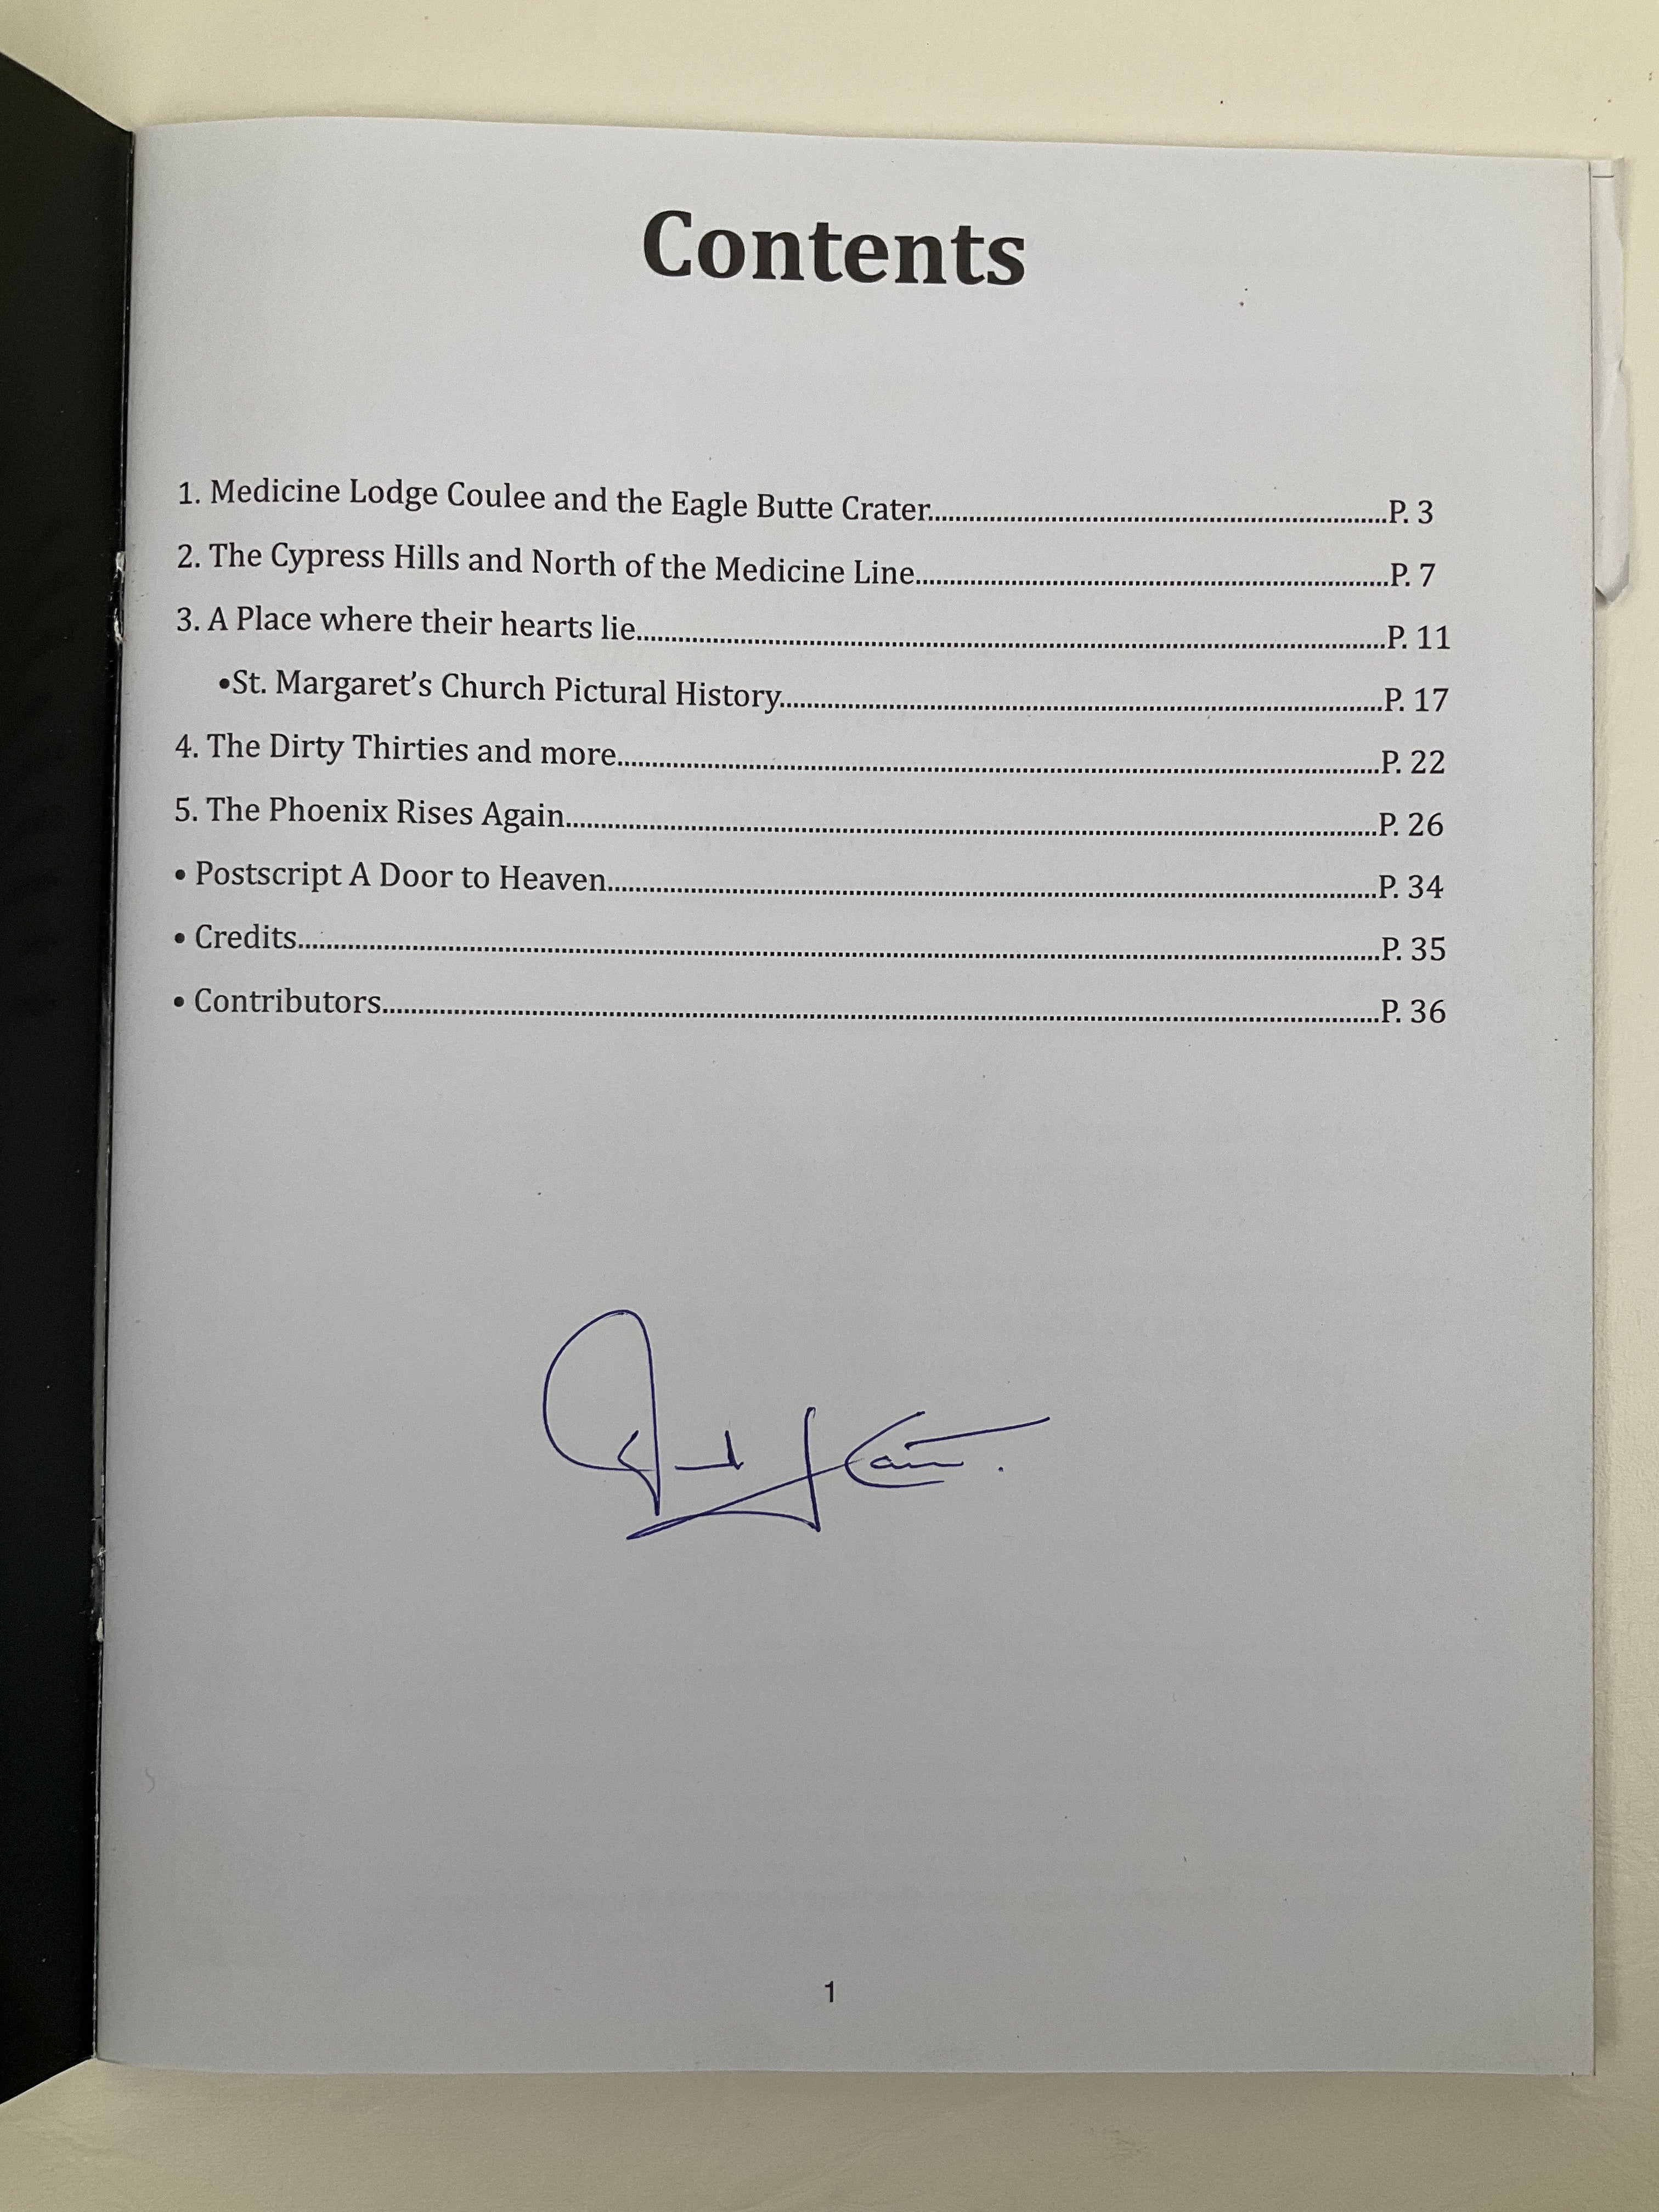 Contents
1. Medicine Lodge Coulee and the Eagle Butte Crater..........P. 3
2. The Cypress Hills and North of the Medicine Line..........P. 7
3. A Place where their hearts lie..........P. 11
•St. Margaret’s Church Pictural History..........P. 17
4. The Dirty Thirties and more..........P. 22
5. The Phoenix Rises Again..........P. 26
• Postscript A Door to Heaven..........P. 34
• Credits..........P. 35
• Contributors..........P. 36
1